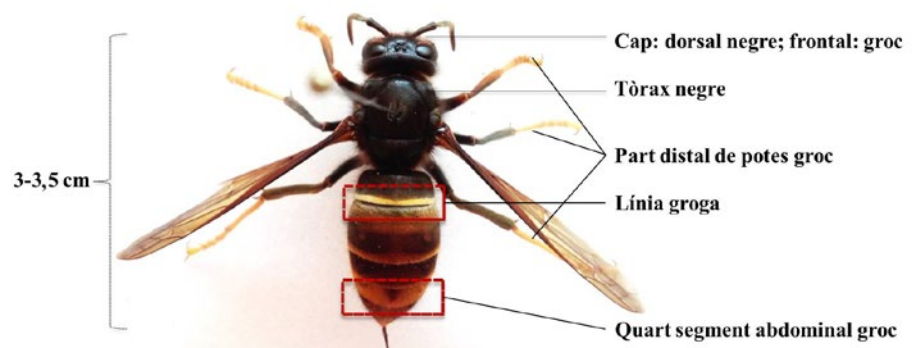 Cap: dorsal negre; frontal: groc
Tòrax negre
Part distal de potes groc
3-3,5 cm
Línia groga
Quart segment abdominal groc